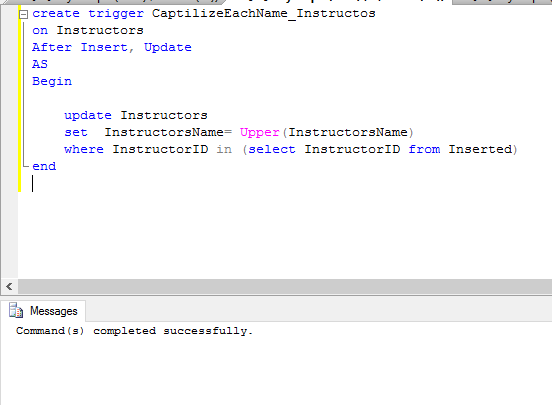 create trigger CaptilizeEachName_Instructos
on Instructors
After Insert, Update
AS
Begin
update Instructors
set  InstructorsName= Upper(InstructorsName)
where InstructorID in (select InstructorID from Inserted)
end
Messages
Command(s) completed successfully.